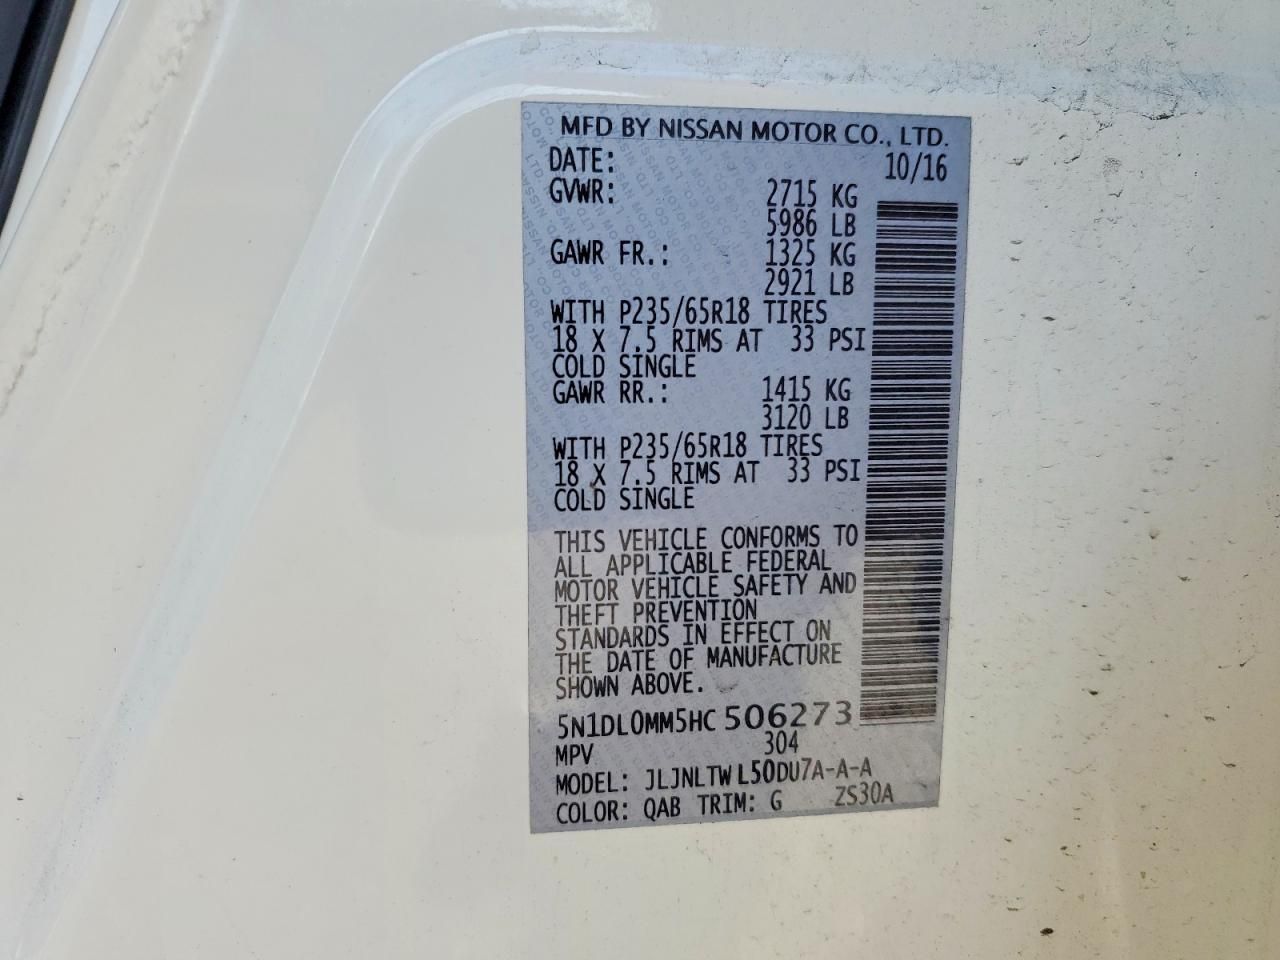 MFD BY NISSAN MOTOR CO., LTD.
DATE: 10/16
GVWR: 2715 KG
5986 LB
GAWR FR.: 1325 KG
2921 LB
WITH P235/65R18 TIRES
18 X 7.5 RIMS AT 33 PSI
COLD SINGLE
GAWR RR.: 1415 KG
3120 LB
WITH P235/65R18 TIRES
18 X 7.5 RIMS AT 33 PSI
COLD SINGLE
THIS VEHICLE CONFORMS TO
ALL APPLICABLE FEDERAL
MOTOR VEHICLE SAFETY AND
THEFT PREVENTION
STANDARDS IN EFFECT ON
THE DATE OF MANUFACTURE
SHOWN ABOVE.
5N1DL0MM5HC 506273
MPV 304
MODEL: JLJNLTW L50DU7A-A-A
COLOR: QAB TRIM: G ZS30A